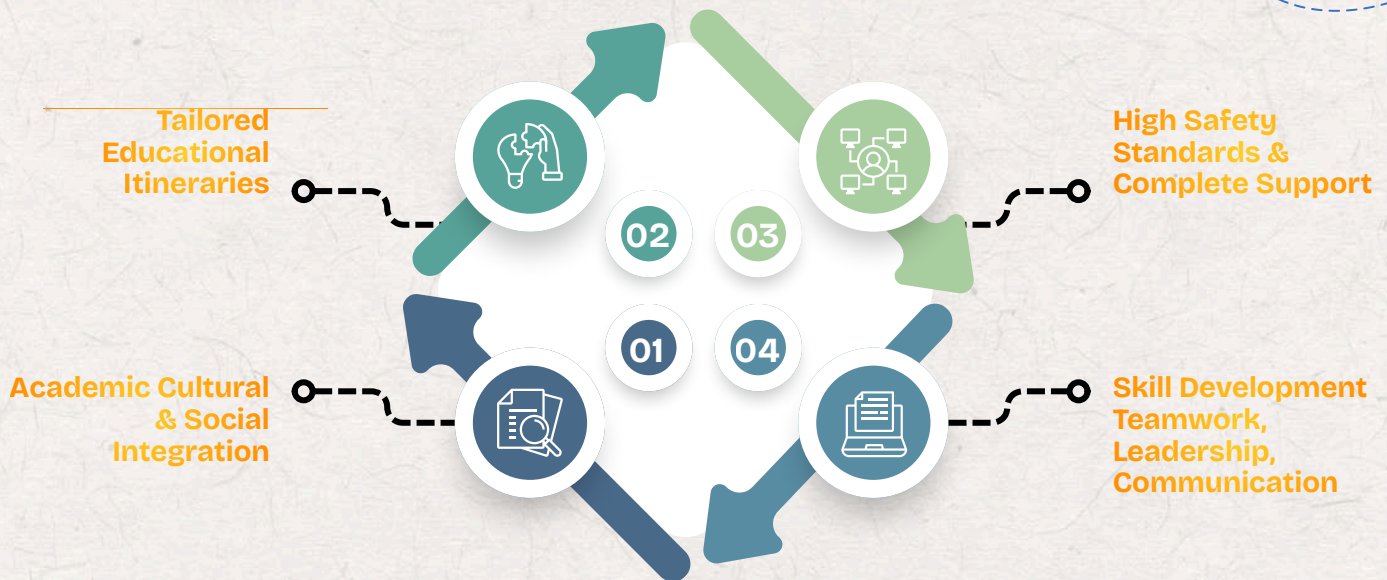 Tailored
Educational
Itineraries
High Safety
Standards &
Complete Support
02
03
01
04
Academic Cultural
& Social
Integration
Skill Development
Teamwork,
Leadership,
Communication